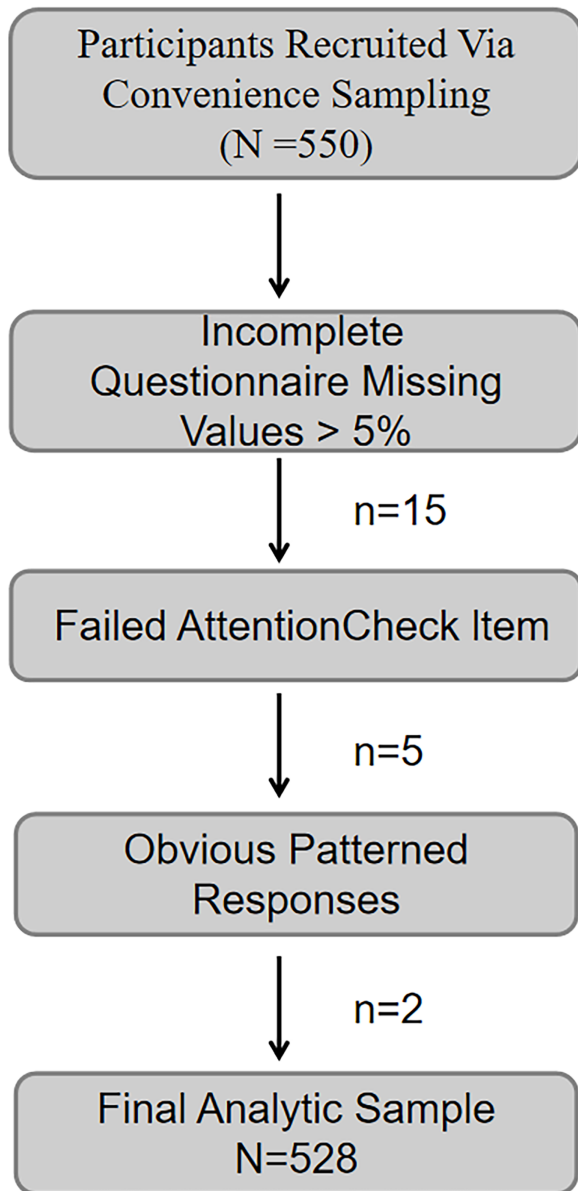 Participants Recruited Via
Convenience Sampling
(N =550)
Incomplete
Questionnaire Missing
Values > 5%
n=15
Failed AttentionCheck Item
n=5
Obvious Patterned
Responses
n=2
Final Analytic Sample
N=528